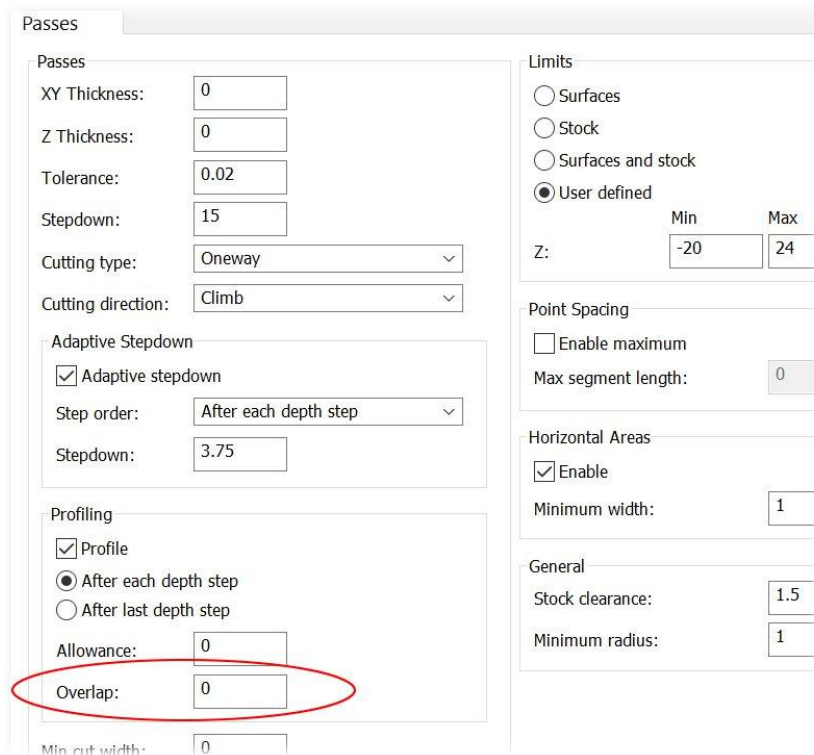 Passes
Passes
XY Thickness: 0
Z Thickness: 0
Tolerance: 0.02
Stepdown: 15
Cutting type: Oneway
Cutting direction: Climb
Adaptive Stepdown
Adaptive stepdown
Step order: After each depth step
Stepdown: 3.75
Profiling
Profile
After each depth step
After last depth step
Allowance: 0
Overlap: 0
Min cut width: 0
Limits
Surfaces
Stock
Surfaces and stock
User defined
Min Max
Z: -20 24
Point Spacing
Enable maximum
Max segment length: 0
Horizontal Areas
Enable
Minimum width: 1
General
Stock clearance: 1.5
Minimum radius: 1